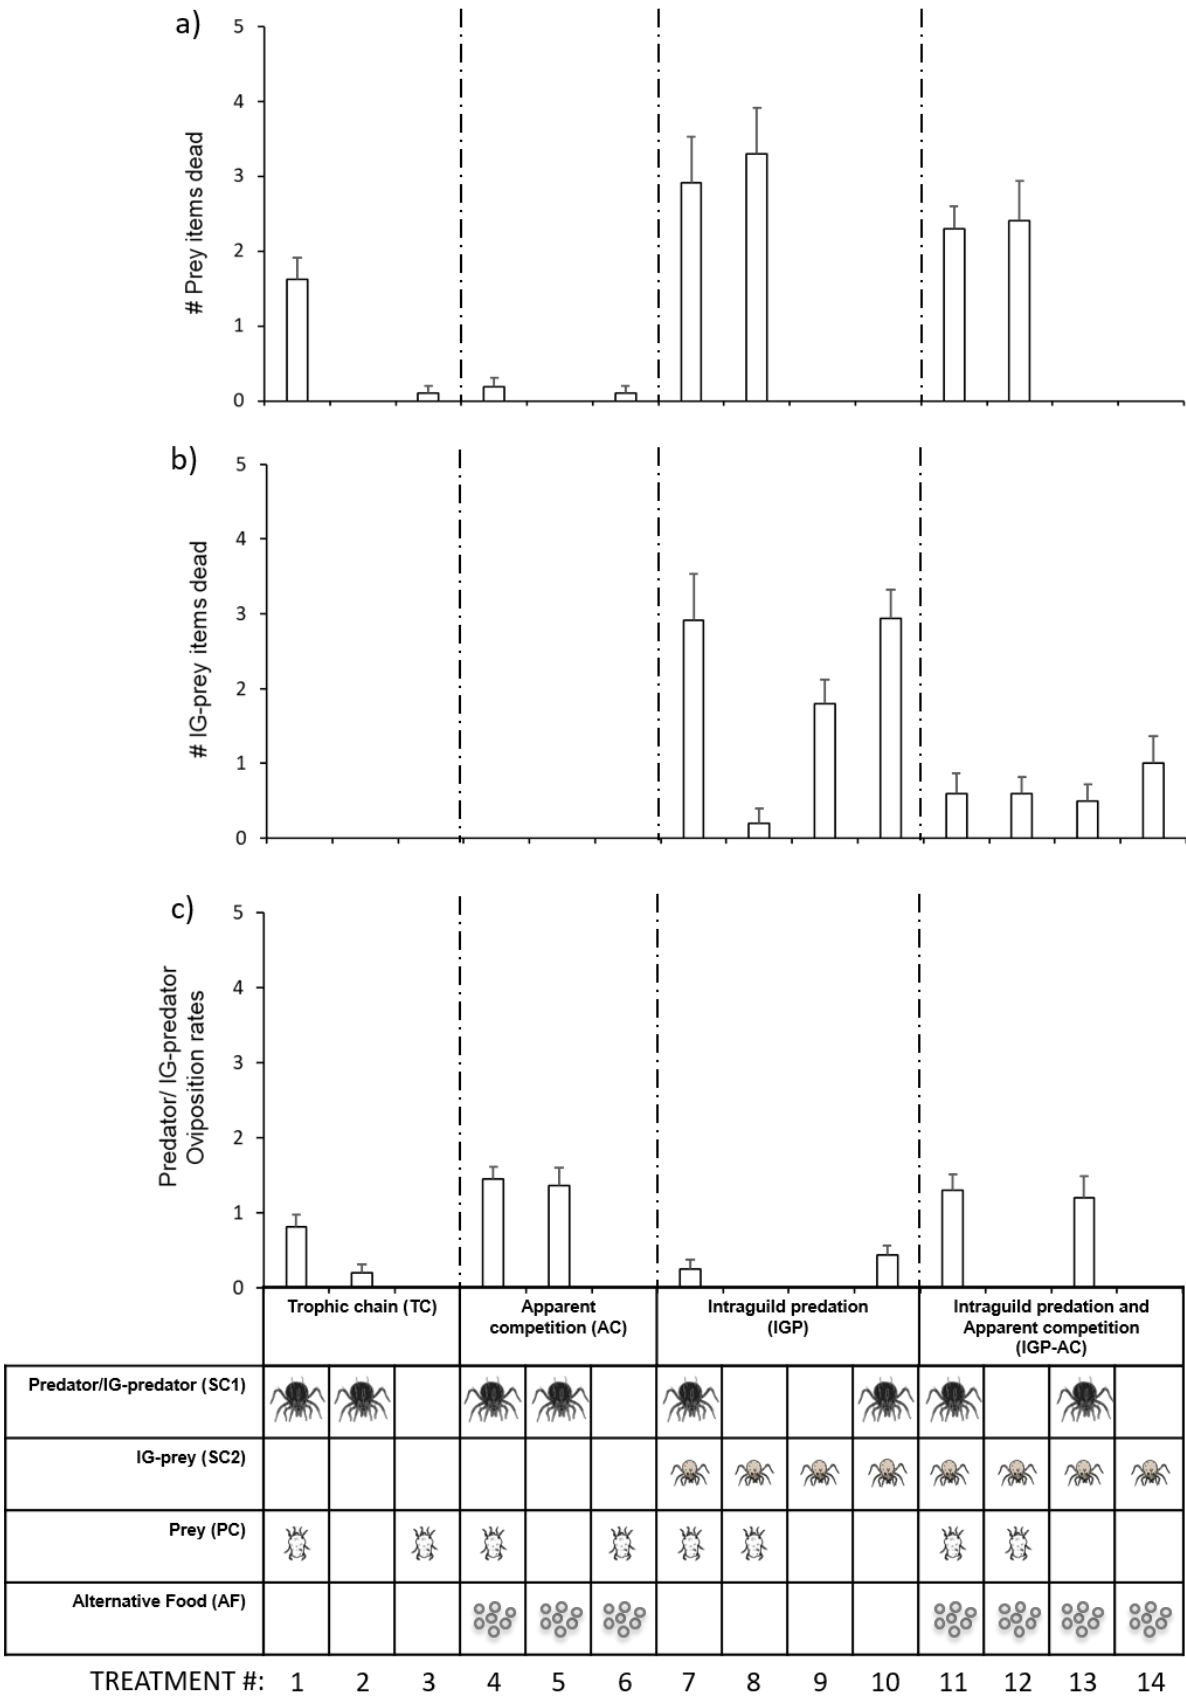 a)
5
4
3
2
1
0
# Prey items dead
b)
5
4
3
2
1
0
# IG-prey items dead
c)
5
4
3
2
1
0
Predator/ IG-predator
Oviposition rates
Trophic chain (TC)
Apparent
competition (AC)
Intraguild predation
(IGP)
Intraguild predation and
Apparent competition
(IGP-AC)
Predator/IG-predator (SC1)
IG-prey (SC2)
Prey (PC)
Alternative Food (AF)
TREATMENT #: 1 2 3 4 5 6 7 8 9 10 11 12 13 14